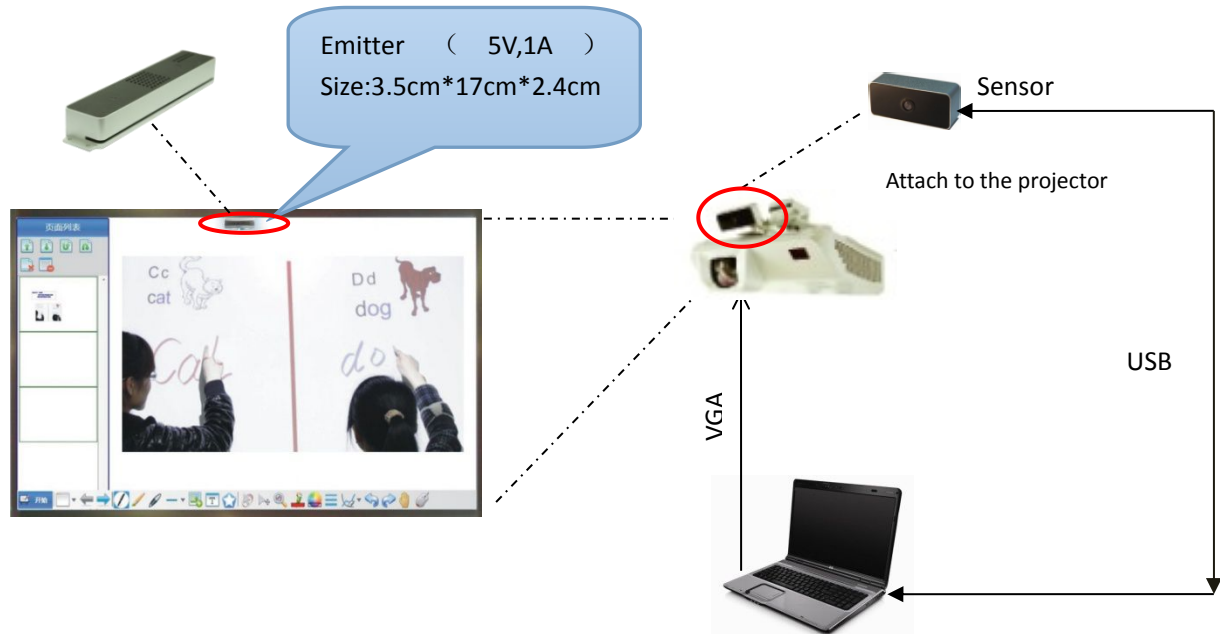 Emitter （ 5V,1A ）
Size:3.5cm*17cm*2.4cm
Sensor
Attach to the projector
页面列表
Cc
cat
Dd
dog
Cat
do
USB
VGA
开始